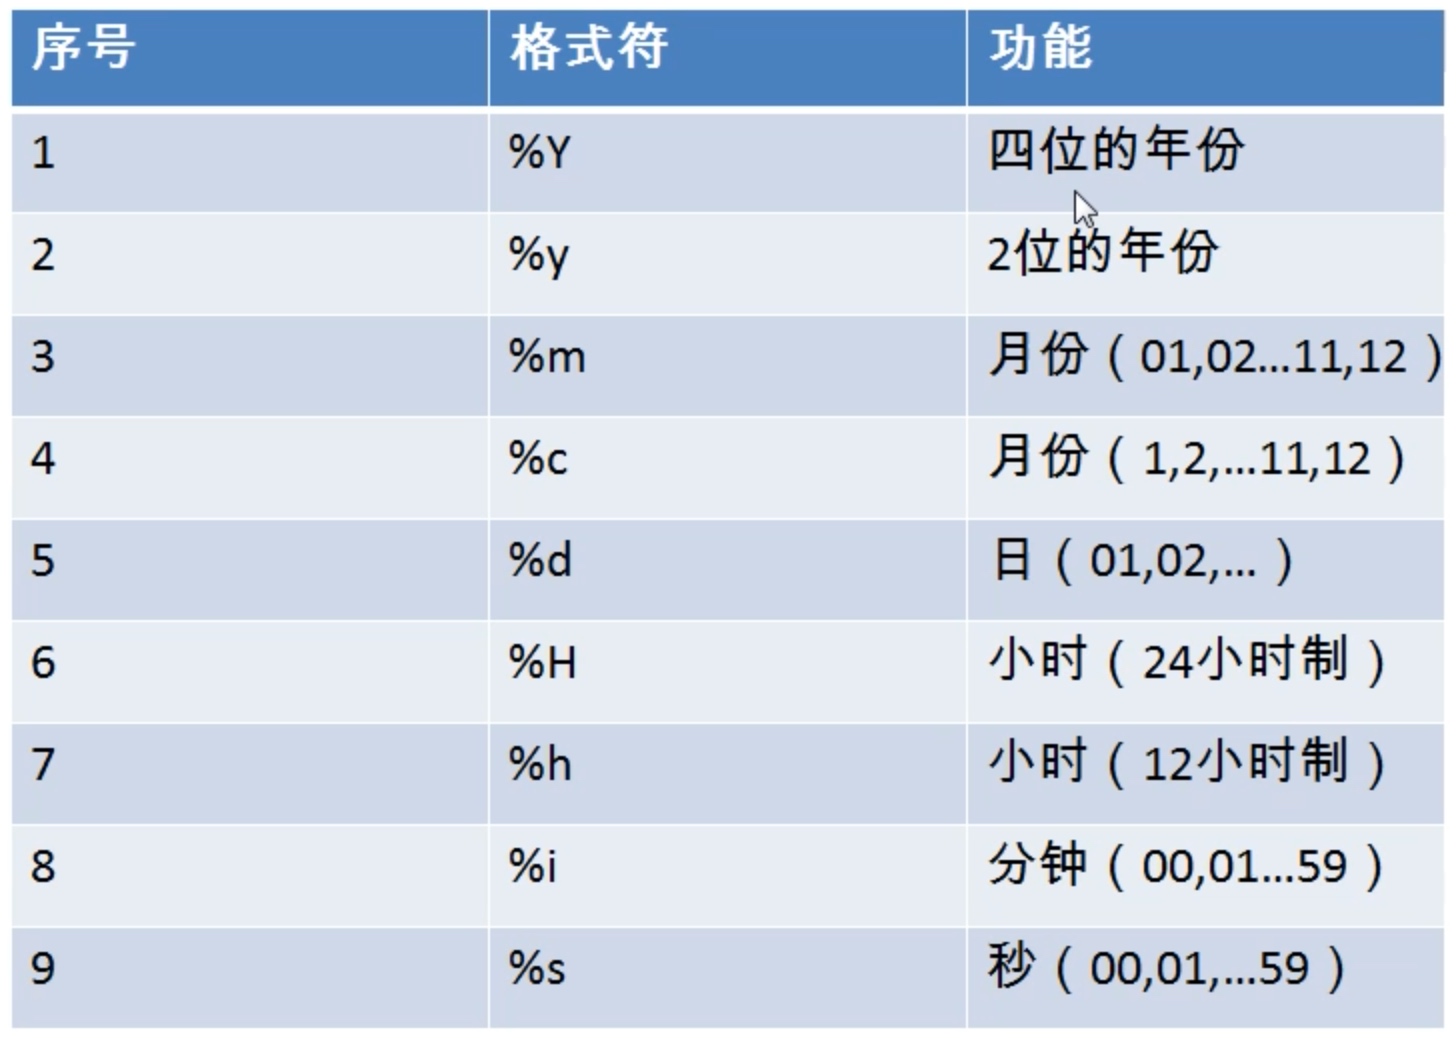 序号 格式符 功能
1 %Y 四位的年份
2 %y 2位的年份
3 %m 月份（01,02...11,12）
4 %c 月份（1,2,...11,12）
5 %d 日（01,02,...）
6 %H 小时（24小时制）
7 %h 小时（12小时制）
8 %i 分钟（00,01...59）
9 %s 秒（00,01,...59）